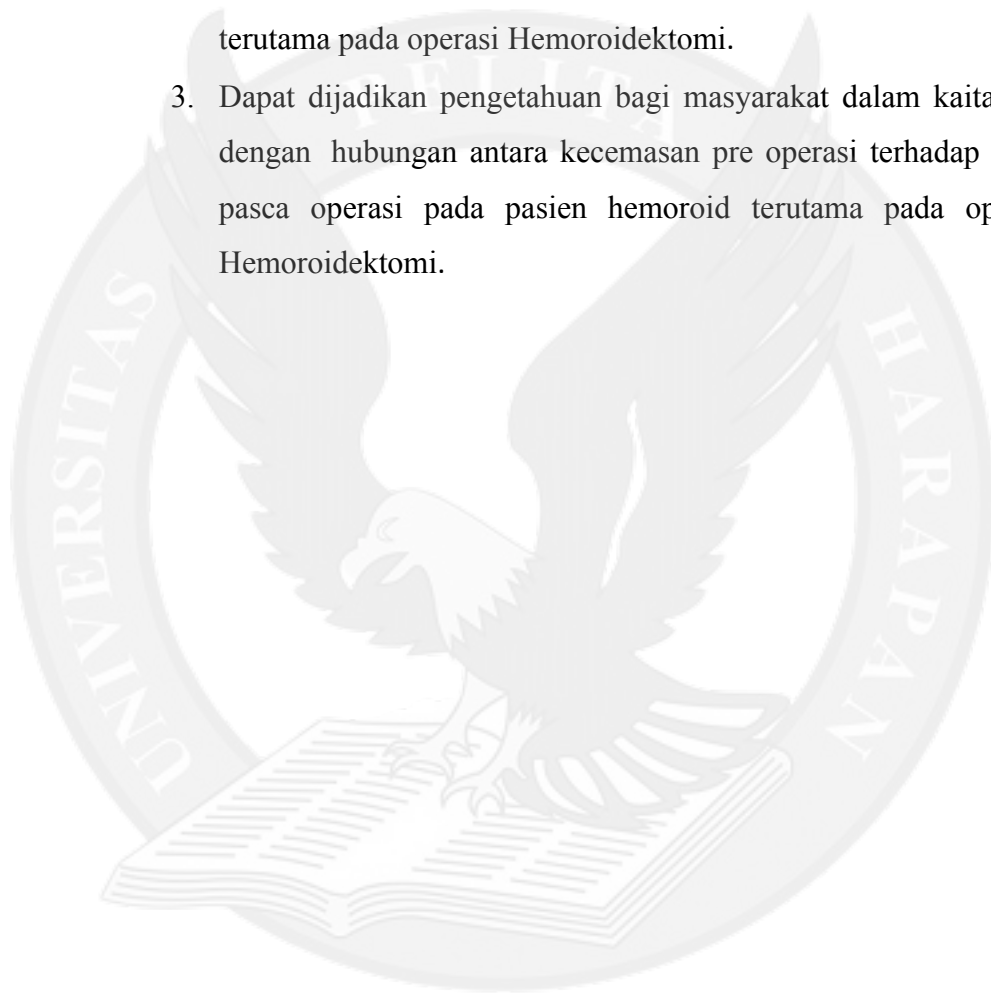 terutama pada operasi Hemoroidektomi.
3. Dapat dijadikan pengetahuan bagi masyarakat dalam
dengan hubungan antara kecemasan pre operasi terhadap
pasca operasi pada pasien hemoroid terutama pada
Hemoroidektomi.
UNIVERSITAS
PELITA
HARAPAN